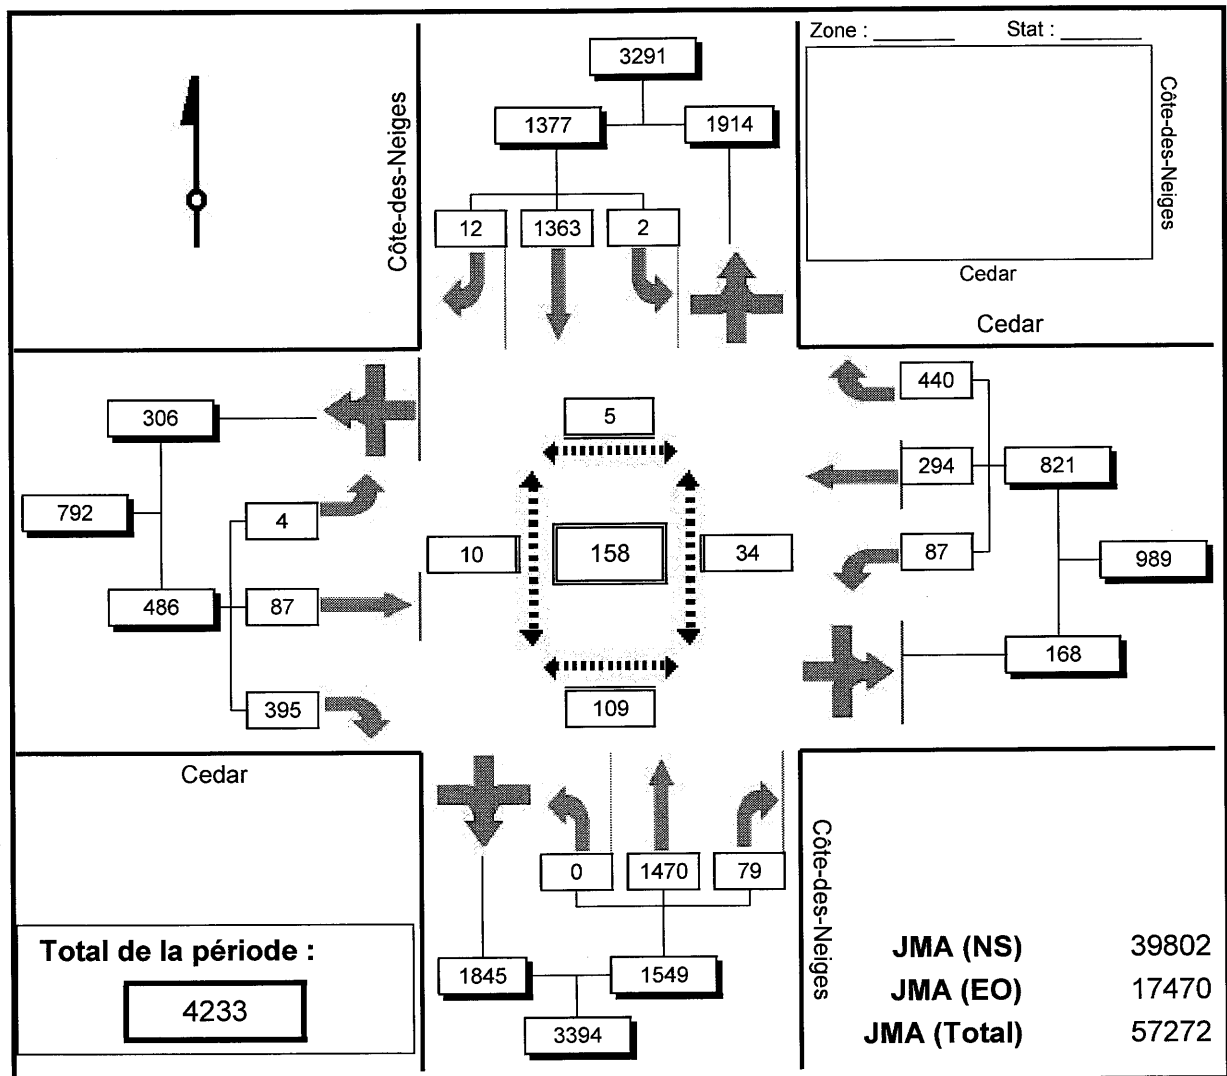 Zone : ______ Stat : ______
3291
1377 1914
12 1363 2
Côte-des-Neiges
Côte-des-Neiges
Cedar
Cedar
306
792
486
4
87
395
5
10 158 34
109
440
294 821
87
989
168
Cedar
0 1470 79
1845 1549
3394
Total de la période :
4233
Côte-des-Neiges
JMA (NS) 39802
JMA (EO) 17470
JMA (Total) 57272